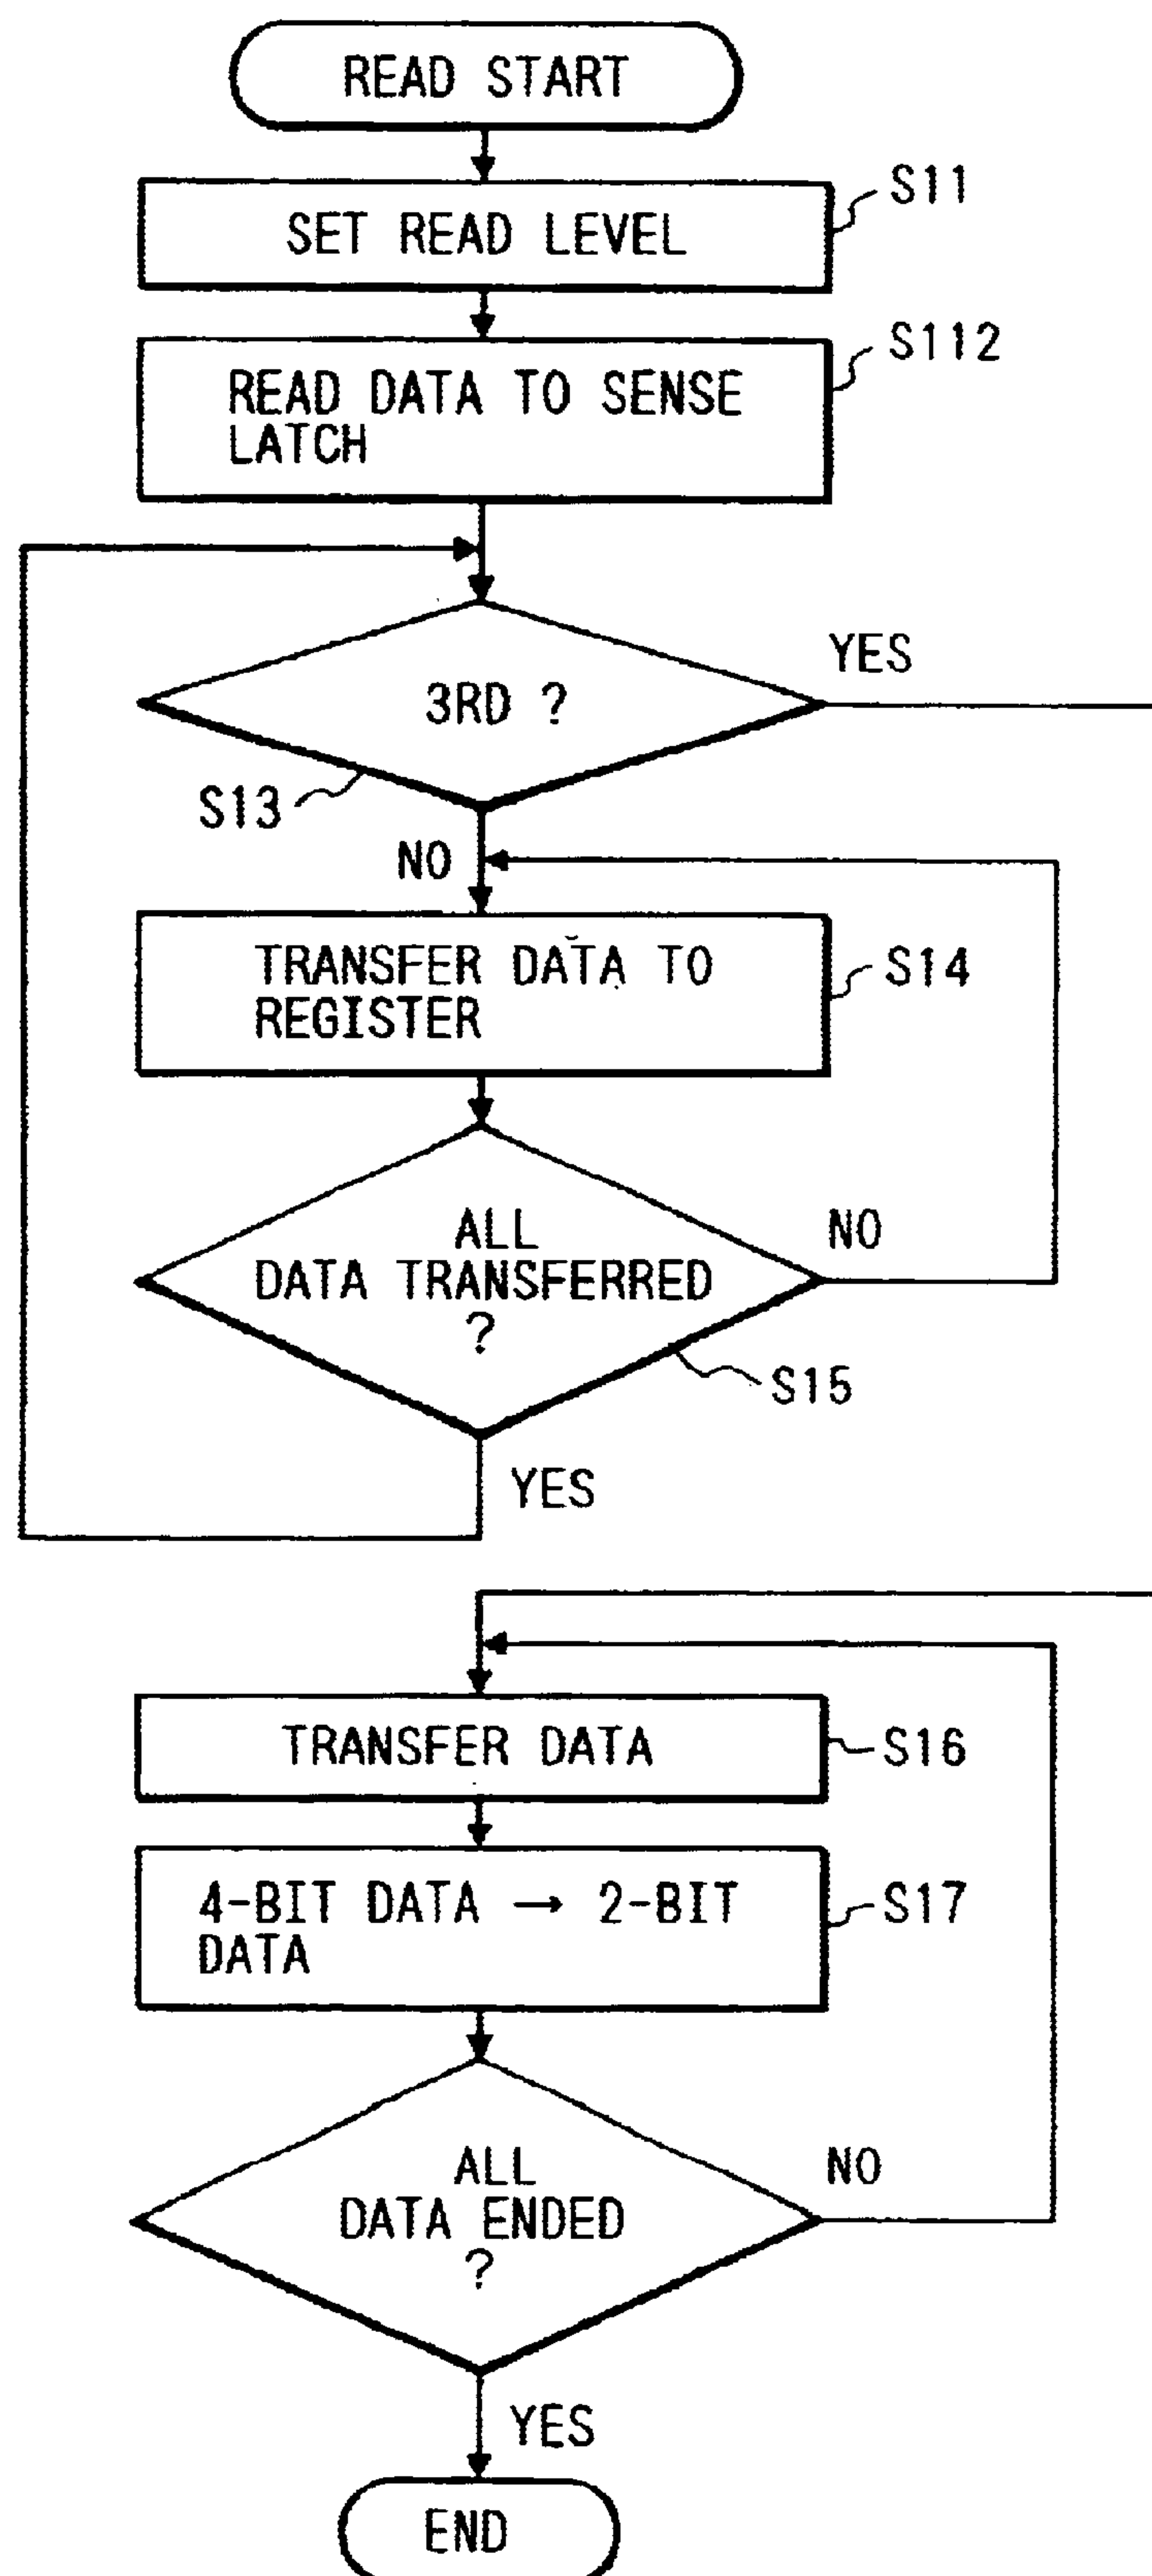 READ START
SET READ LEVEL
S11
READ DATA TO SENSE
LATCH
S112
3RD ?
YES
S13
NO
TRANSFER DATA TO
REGISTER
S14
ALL
DATA TRANSFERRED
?
NO
S15
YES
TRANSFER DATA
S16
4-BIT DATA → 2-BIT
DATA
S17
ALL
DATA ENDED
?
NO
YES
END